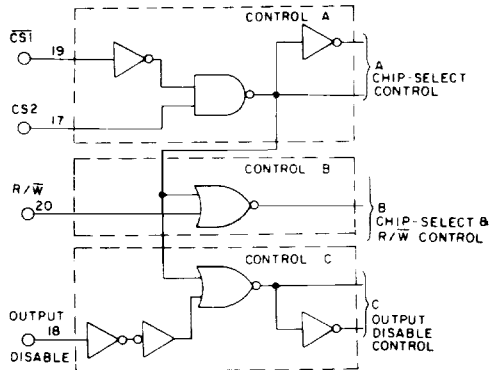 CONTROL A
CS1
19
A
CHIP-SELECT
CONTROL
CS2
17
CONTROL B
R/W
20
B
CHIP-SELECT &
R/W CONTROL
CONTROL C
C
OUTPUT
DISABLE
CONTROL
OUTPUT
18
DISABLE